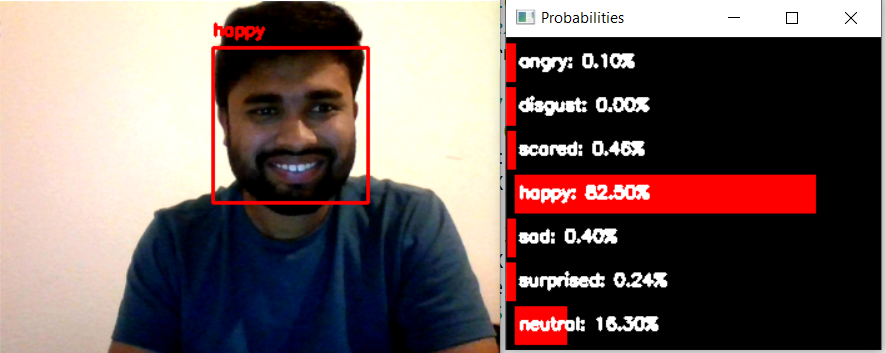 happy
Probabilities
angry: 0.10%
disgust: 0.00%
scared: 0.46%
happy: 82.50%
sad: 0.40%
surprised: 0.24%
neutral: 16.30%